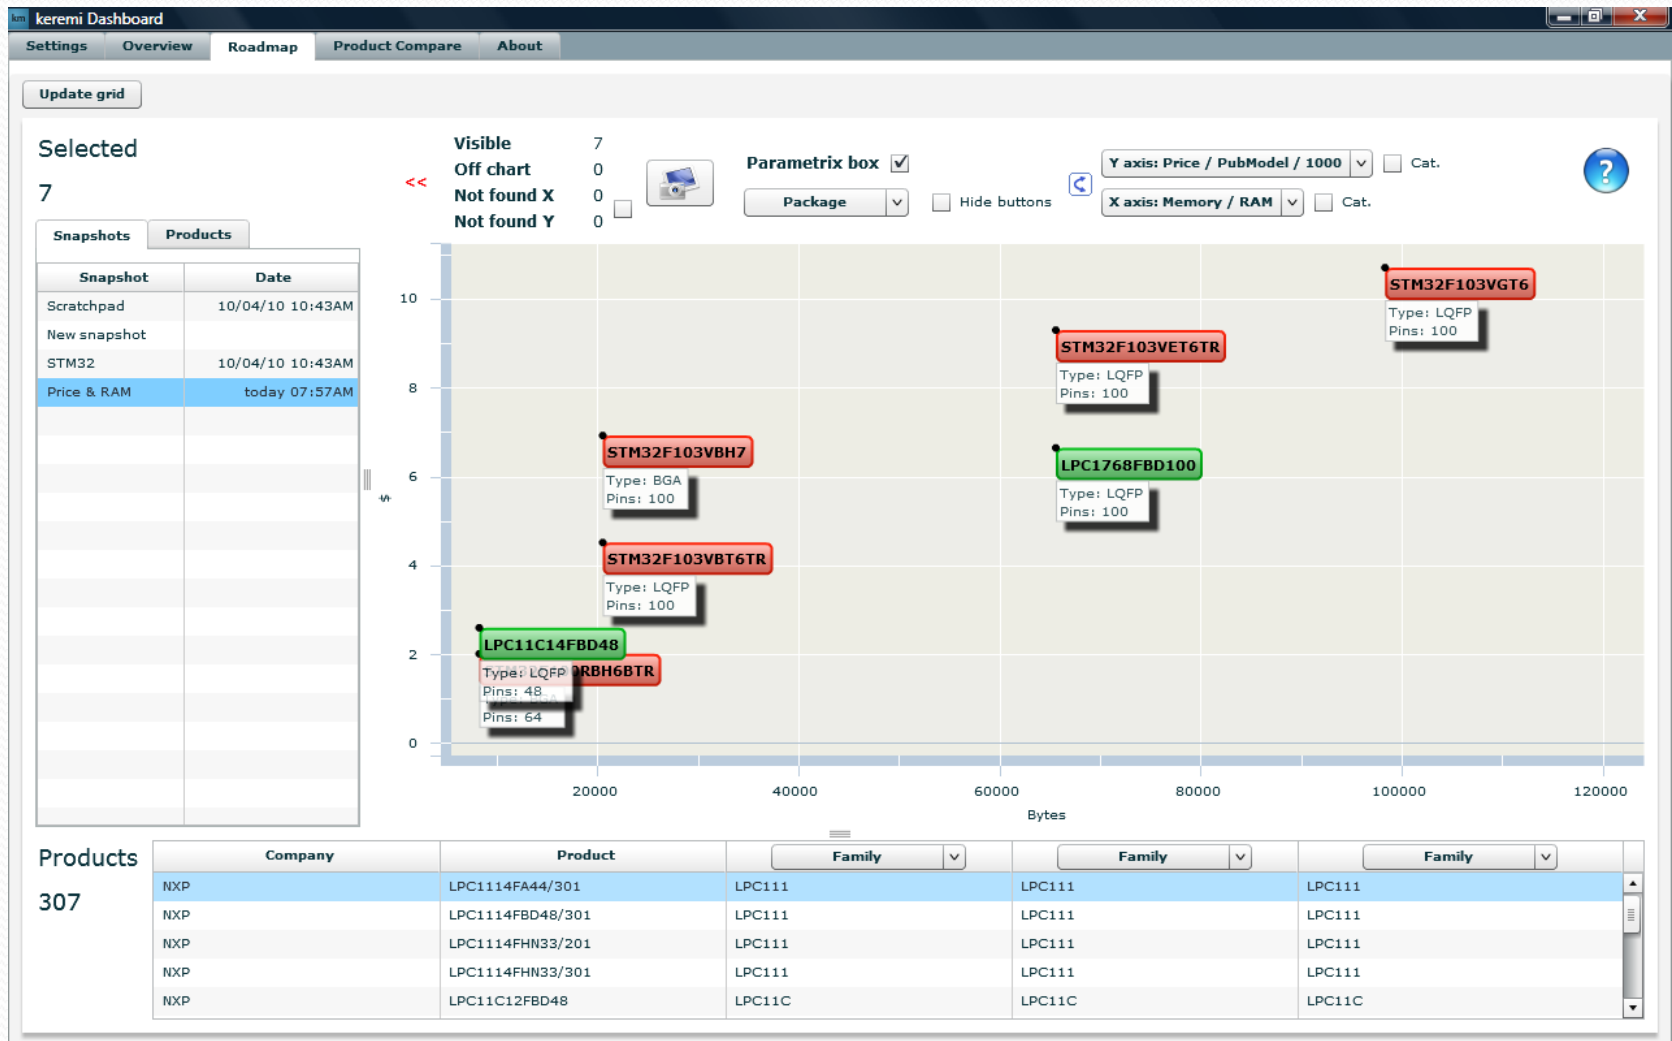 km keremi Dashboard
Settings Overview Roadmap Product Compare About
Update grid
Selected
7
<<
Visible 7
Off chart 0
Not found X 0
Not found Y 0
Parametrix box
Package
Hide buttons
Y axis: Price / PubModel / 1000 Cat.
X axis: Memory / RAM Cat.
?
Snapshots Products
Snapshot Date
Scratchpad 10/04/10 10:43AM
New snapshot
STM32 10/04/10 10:43AM
Price & RAM today 07:57AM
$
10
8
6
4
2
0
STM32F103VGT6
Type: LQFP
Pins: 100
STM32F103VET6TR
Type: LQFP
Pins: 100
STM32F103VBH7
Type: BGA
Pins: 100
LPC1768FBD100
Type: LQFP
Pins: 100
STM32F103VBT6TR
Type: LQFP
Pins: 100
LPC11C14FBD48
Type: LQFP
Pins: 48
RBH6BTR
Type: BGA
Pins: 64
20000 40000 60000 80000 100000 120000
Bytes
Products
307
Company Product Family Family Family
NXP LPC1114FA44/301 LPC111 LPC111 LPC111
NXP LPC1114FBD48/301 LPC111 LPC111 LPC111
NXP LPC1114FHN33/201 LPC111 LPC111 LPC111
NXP LPC1114FHN33/301 LPC111 LPC111 LPC111
NXP LPC11C12FBD48 LPC11C LPC11C LPC11C